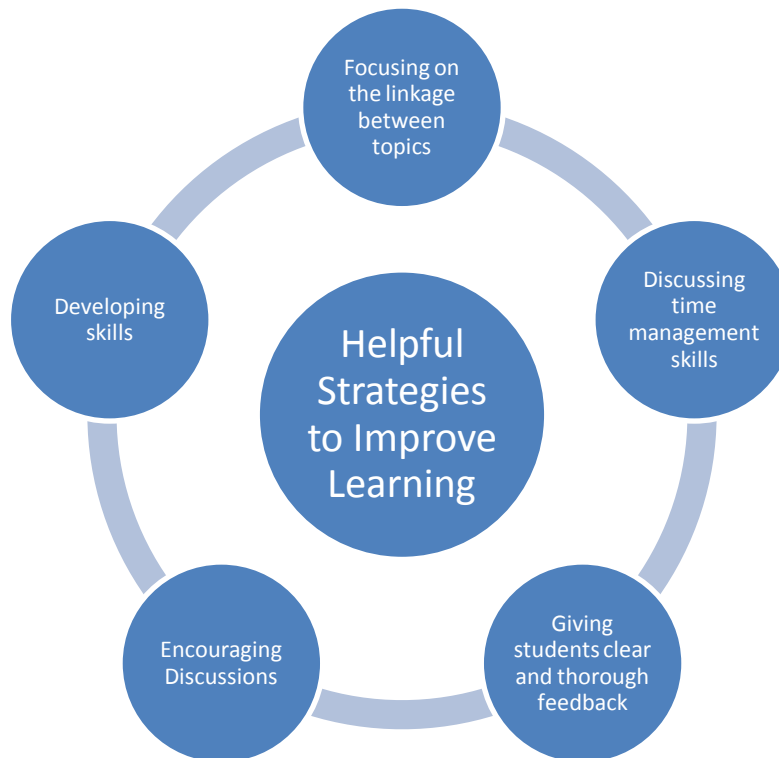 Focusing on
the linkage
between
topics
Discussing
time
management
skills
Giving
students clear
and thorough
feedback
Encouraging
Discussions
Developing
skills
Helpful
Strategies
to Improve
Learning